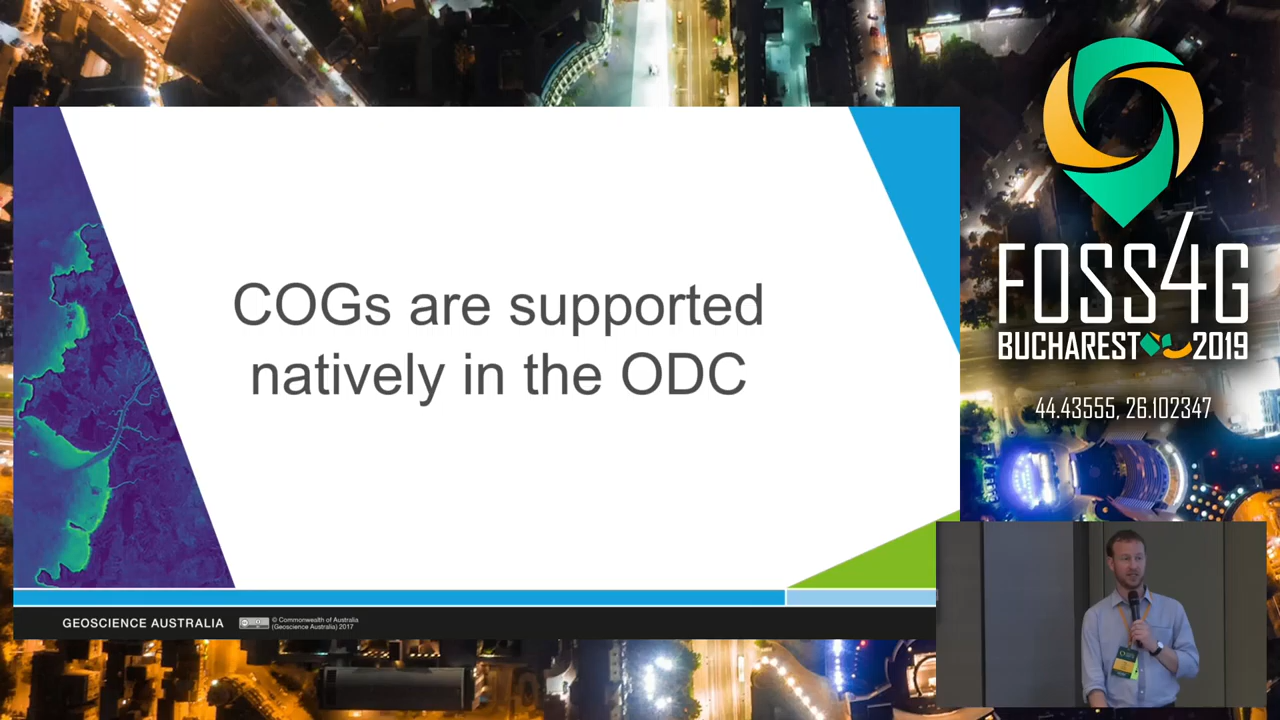 COGs are supported
natively in the ODC
GEOSCIENCE AUSTRALIA
© Commonwealth of Australia
(Geoscience Australia) 2017
FOSS4G
BUCHAREST 2019
44.43555, 26.102347